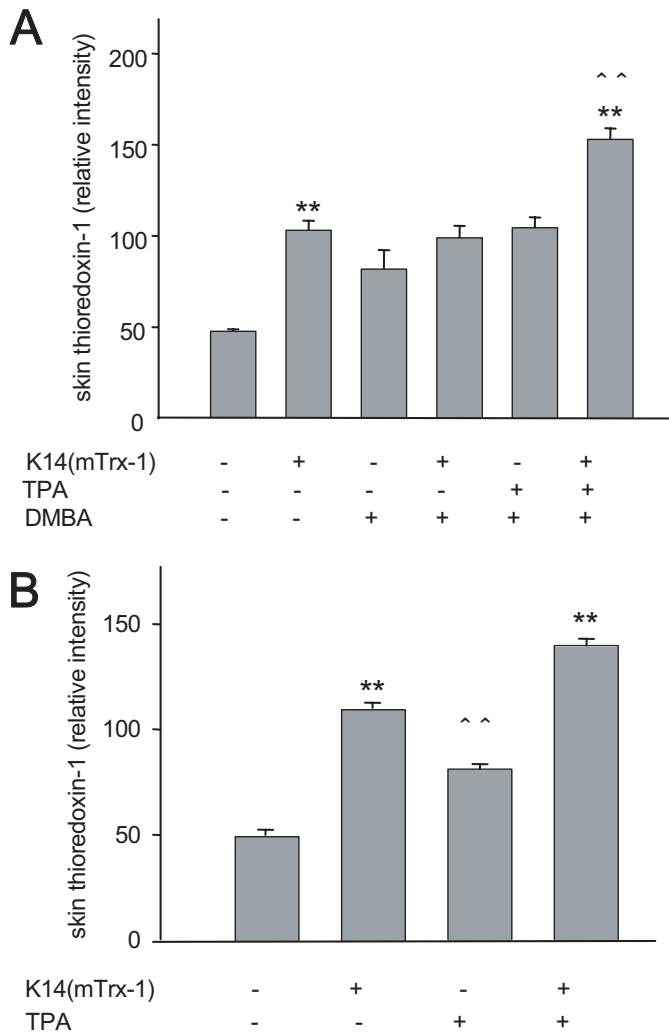 A
skin thioredoxin-1 (relative intensity)
200
150
100
50
0
**
^ ^
**
K14(mTrx-1) - + - + - +
TPA - - - - + +
DMBA - - + + + +
B
skin thioredoxin-1 (relative intensity)
150
100
50
0
**
^ ^
**
K14(mTrx-1) - + - +
TPA - - + +